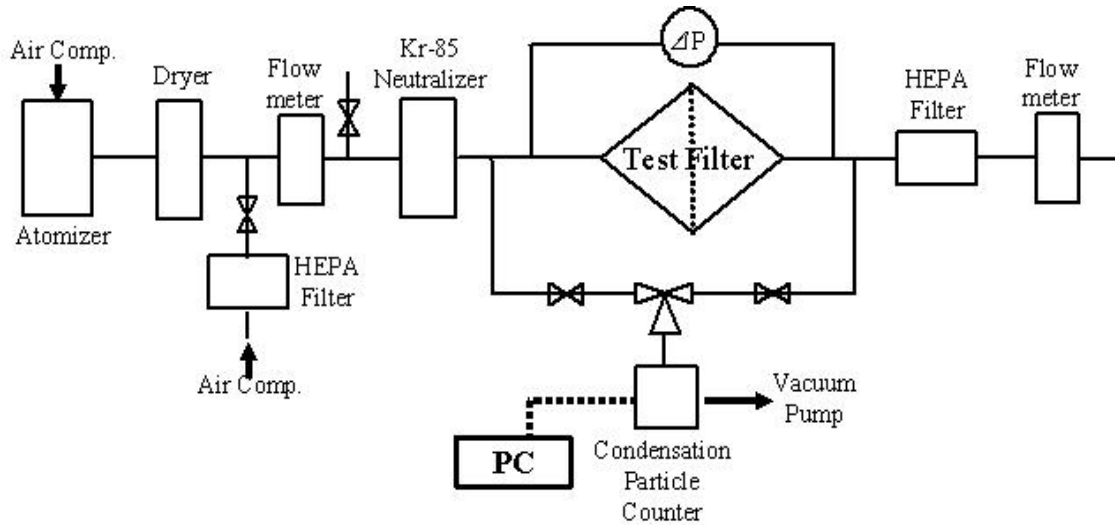 Air Comp.
Dryer
Flow
meter
Kr-85
Neutralizer
ΔP
HEPA
Filter
Flow
meter
Test Filter
Atomizer
HEPA
Filter
Air Comp.
Vacuum
Pump
PC
Condensation
Particle
Counter